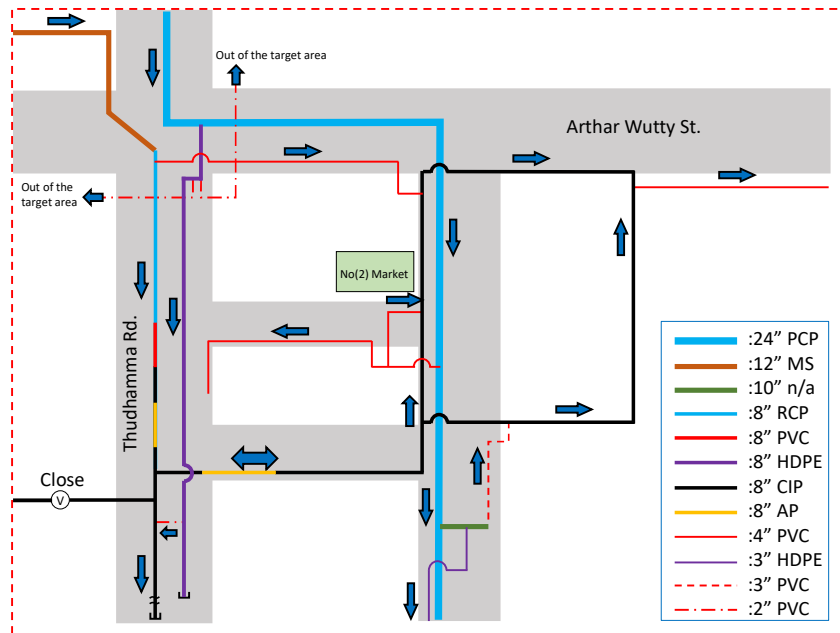 Out of the target area
Arthar Wutty St.
Out of the
target area
No(2) Market
Thudhamma Rd.
Close
V
:24” PCP
:12” MS
:10” n/a
:8” RCP
:8” PVC
:8” HDPE
:8” CIP
:8” AP
:4” PVC
:3” HDPE
:3” PVC
:2” PVC